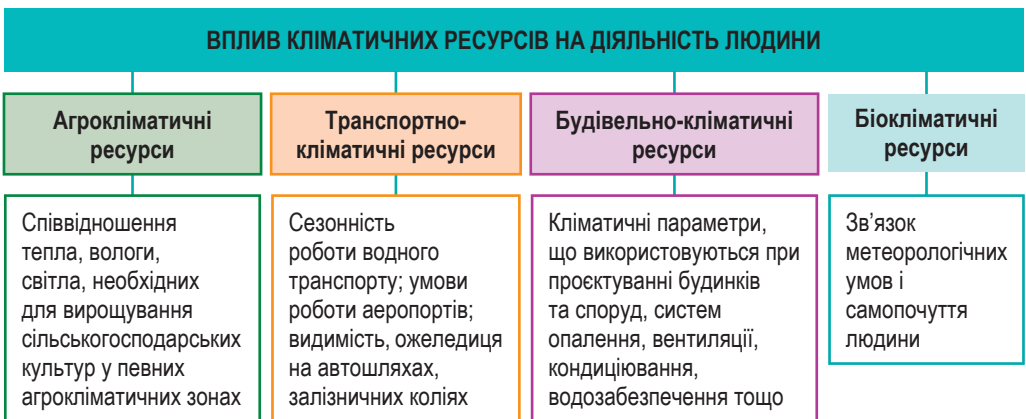 ВПЛИВ КЛІМАТИЧНИХ РЕСУРСІВ НА ДІЯЛЬНІСТЬ ЛЮДИНИ
Агрокліматичні
ресурси
Співвідношення
тепла, вологи,
світла, необхідних
для вирощування
сільськогосподарських
культур у певних
агрокліматичних зонах
Транспортно-
кліматичні ресурси
Сезонність
роботи водного
транспорту; умови
роботи аеропортів;
видимість, ожеледиця
на автошляхах,
залізничних коліях
Будівельно-кліматичні
ресурси
Кліматичні параметри,
що використовуються при
проєктуванні будинків
та споруд, систем
опалення, вентиляції,
кондиціювання,
водозабезпечення тощо
Біокліматичні
ресурси
Зв’язок
метеорологічних
умов і
самопочуття
людини